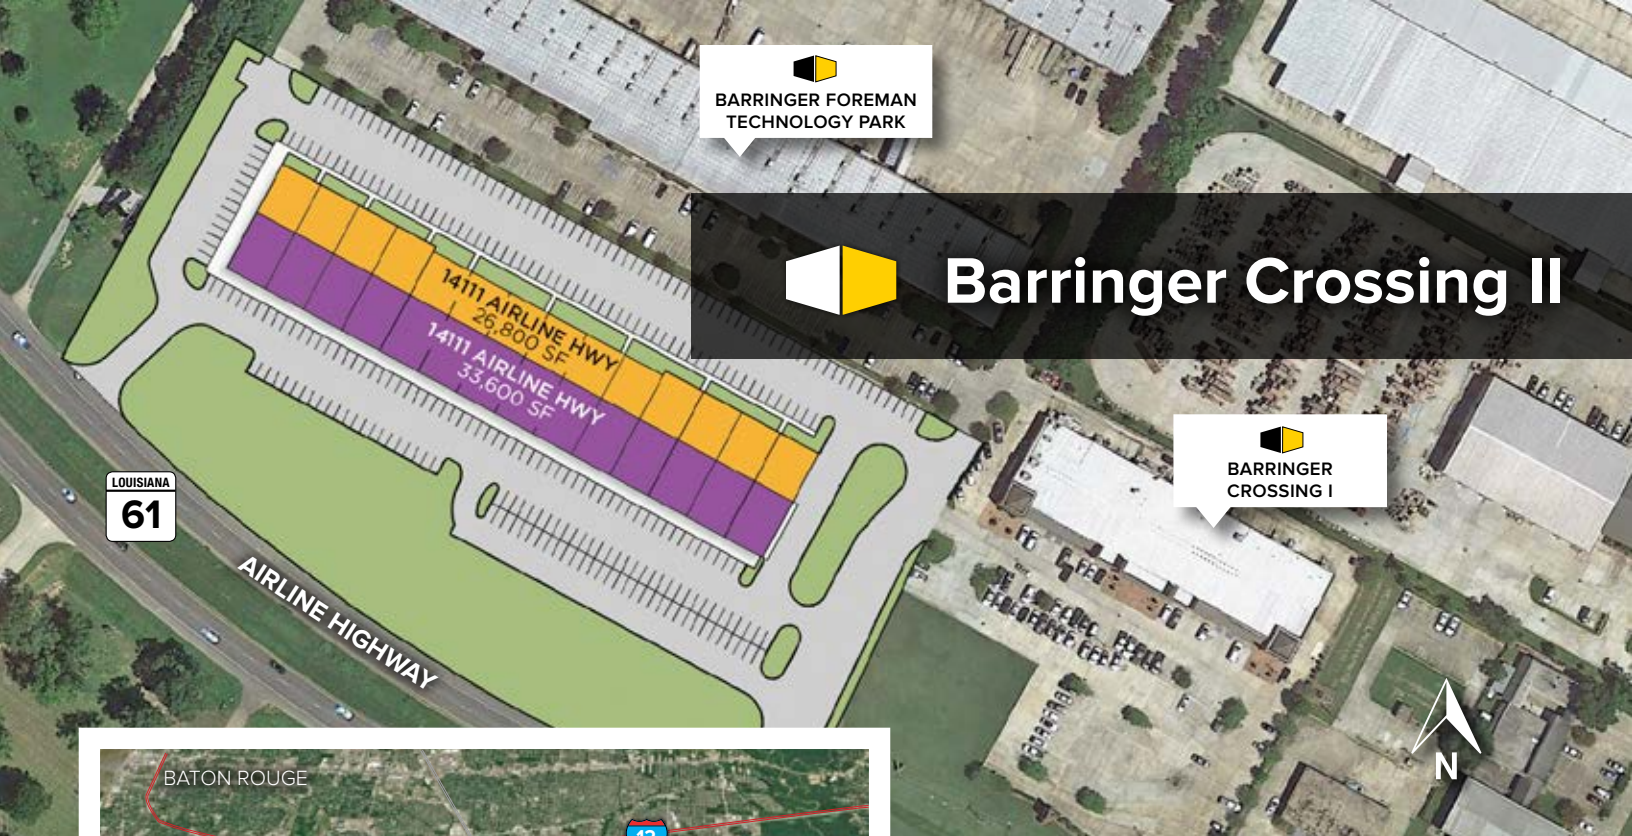 BARRINGER FOREMAN
TECHNOLOGY PARK
Barringer Crossing II
14111 AIRLINE HWY
26,800 SF
14111 AIRLINE HWY
33,600 SF
BARRINGER
CROSSING I
LOUISIANA
61
AIRLINE HIGHWAY
N
BATON ROUGE
12